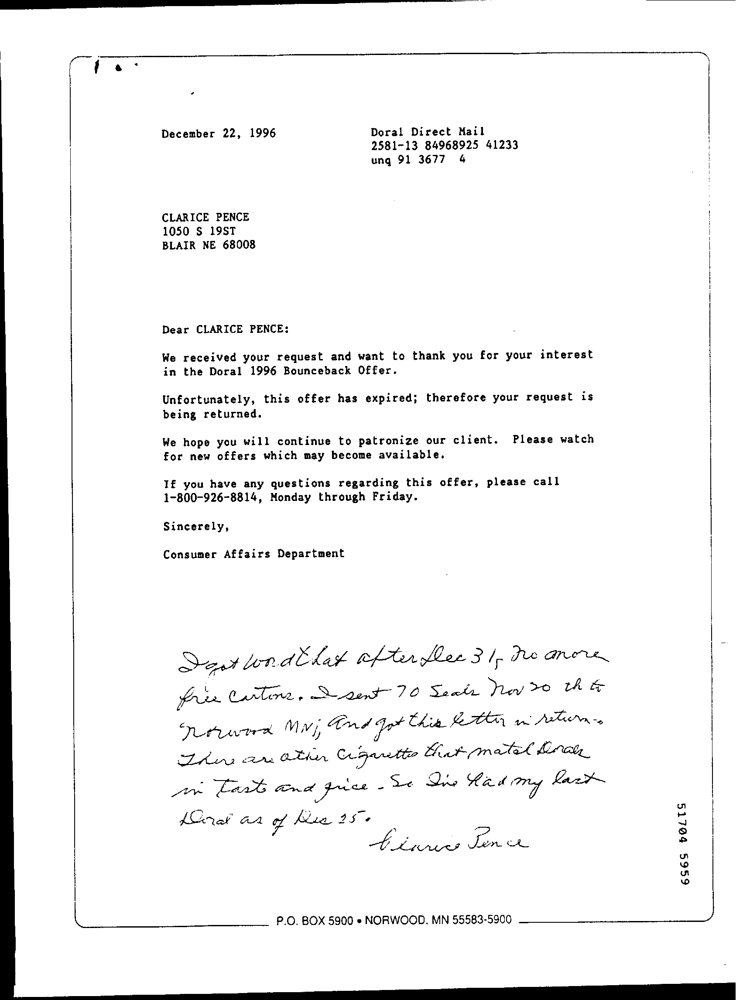 December 22, 1996
Doral Direct Mail
2581-13 84968925 41233
unq 91 3677 4
CLARICE PENCE
1050 S 19ST
BLAIR NE 68008
Dear CLARICE PENCE:
We received your request and want to thank you for your interest
in the Doral 1996 Bounceback Offer.
Unfortunately, this offer has expired; therefore your request is
being returned.
We hope you will continue to patronize our client. Please watch
for new offers which may become available.
If you have any questions regarding this offer, please call
1-800-926-8814, Monday through Friday.
Sincerely,
Consumer Affairs Department
I got word that after Dec 31, no more
free cartons. I sent 70 Seals Nov 20 th to
Norwood MN; and got this letter in return.
There are other Cigarettes that match Dorals
in taste and price. So I've had my last
Doral as of Dec 25.
Clarice Pence
51704 5959
P.O. BOX 5900 • NORWOOD, MN 55583-5900